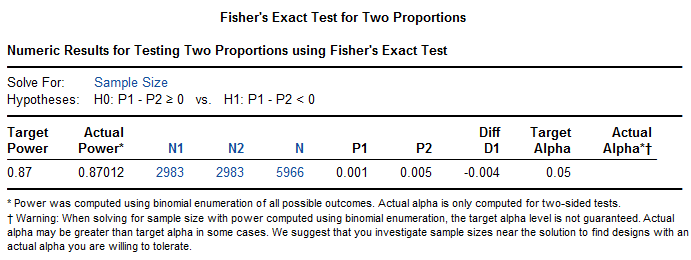 Fisher's Exact Test for Two Proportions
Numeric Results for Testing Two Proportions using Fisher's Exact Test
Solve For: Sample Size
Hypotheses: H0: P1 - P2 ≥ 0 vs. H1: P1 - P2 < 0
Target Actual Diff Target Actual
Power Power* N1 N2 N P1 P2 D1 Alpha Alpha*†
0.87 0.87012 2983 2983 5966 0.001 0.005 -0.004 0.05
* Power was computed using binomial enumeration of all possible outcomes. Actual alpha is only computed for two-sided tests.
† Warning: When solving for sample size with power computed using binomial enumeration, the target alpha level is not guaranteed. Actual
alpha may be greater than target alpha in some cases. We suggest that you investigate sample sizes near the solution to find designs with an
actual alpha you are willing to tolerate.